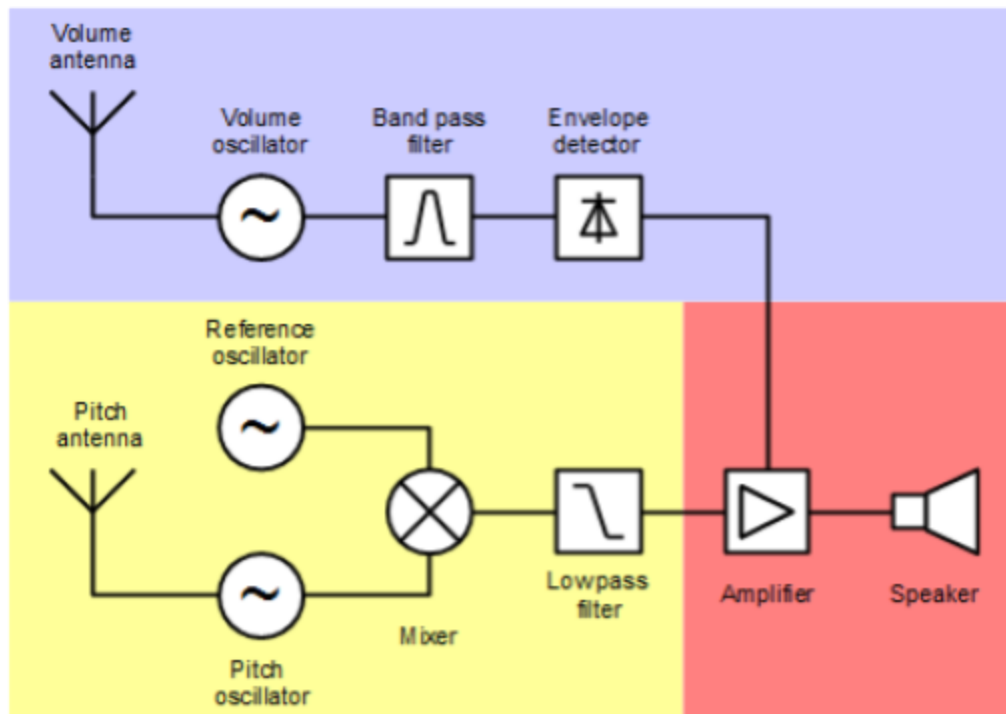 Volume
antenna
Volume
oscillator
Band pass
filter
Envelope
detector
Reference
oscillator
Pitch
antenna
Pitch
oscillator
Mixer
Lowpass
filter
Amplifier
Speaker